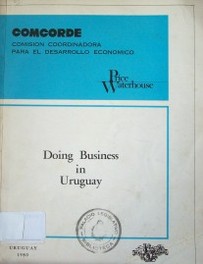 COMCORDE
COMISION COORDINADORA
PARA EL DESARROLLO ECONOMICO
Price
Waterhouse
Doing Business
in
Uruguay
URUGUAY